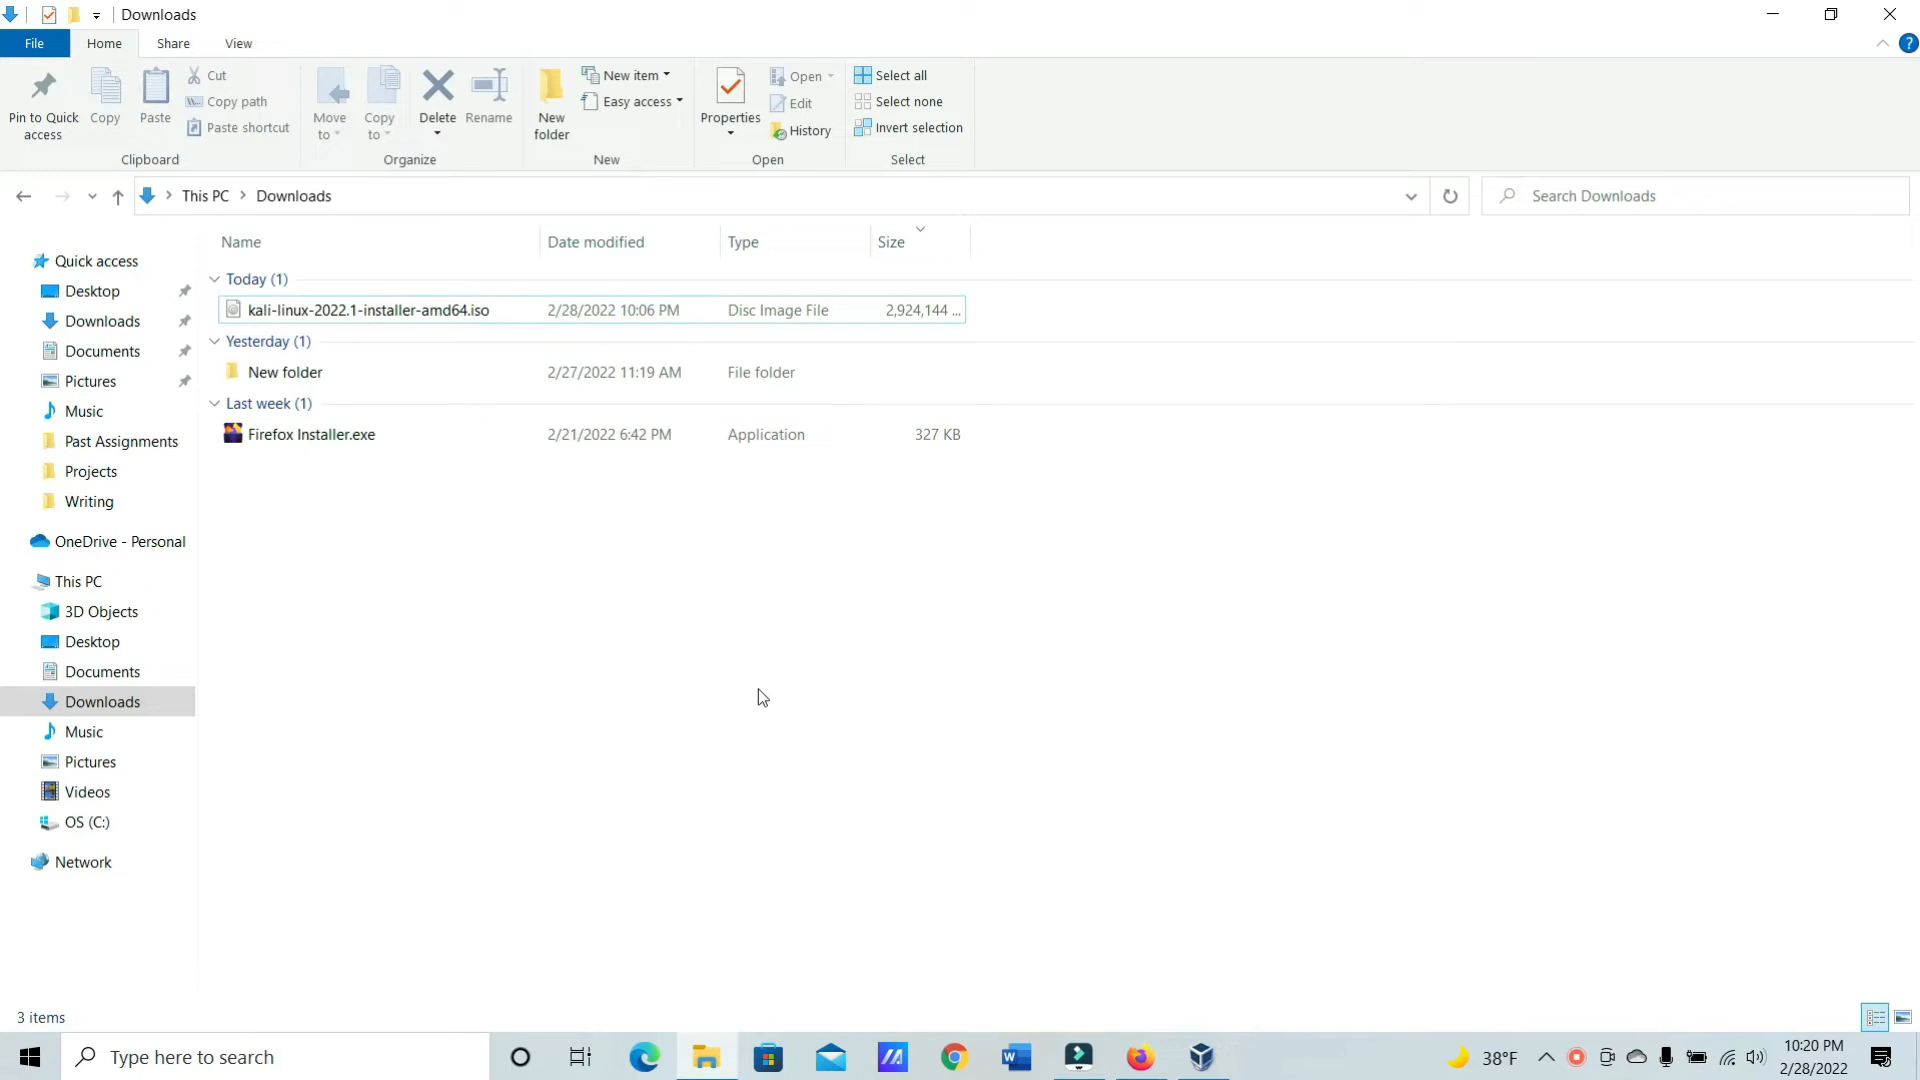 Downloads
File Home Share View
Pin to Quick access
Copy
Paste
Cut
Copy path
Paste shortcut
Clipboard
Move to
Copy to
Delete
Rename
Organize
New folder
New item
Easy access
New
Properties
Open
Edit
History
Open
Select all
Select none
Invert selection
Select
This PC Downloads
Search Downloads
Name Date modified Type Size
Today (1)
kali-linux-2022.1-installer-amd64.iso 2/28/2022 10:06 PM Disc Image File 2,924,144 ...
Yesterday (1)
New folder 2/27/2022 11:19 AM File folder
Last week (1)
Firefox Installer.exe 2/21/2022 6:42 PM Application 327 KB
Quick access
Desktop
Downloads
Documents
Pictures
Music
Past Assignments
Projects
Writing
OneDrive - Personal
This PC
3D Objects
Desktop
Documents
Downloads
Music
Pictures
Videos
OS (C:)
Network
3 items
Type here to search
38°F
10:20 PM
2/28/2022